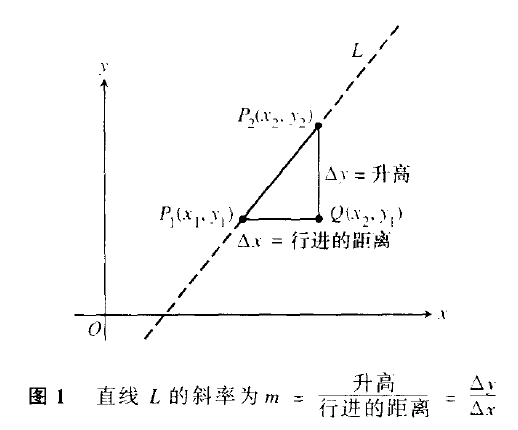 L
y
P₂(x₂, y₂)
Δy = 升高
P₁(x₁, y₁)
Q(x₂, y₁)
Δx = 行进的距离
O
x
图 1 直线 L 的斜率为 m = 升高/行进的距离 = Δy/Δx